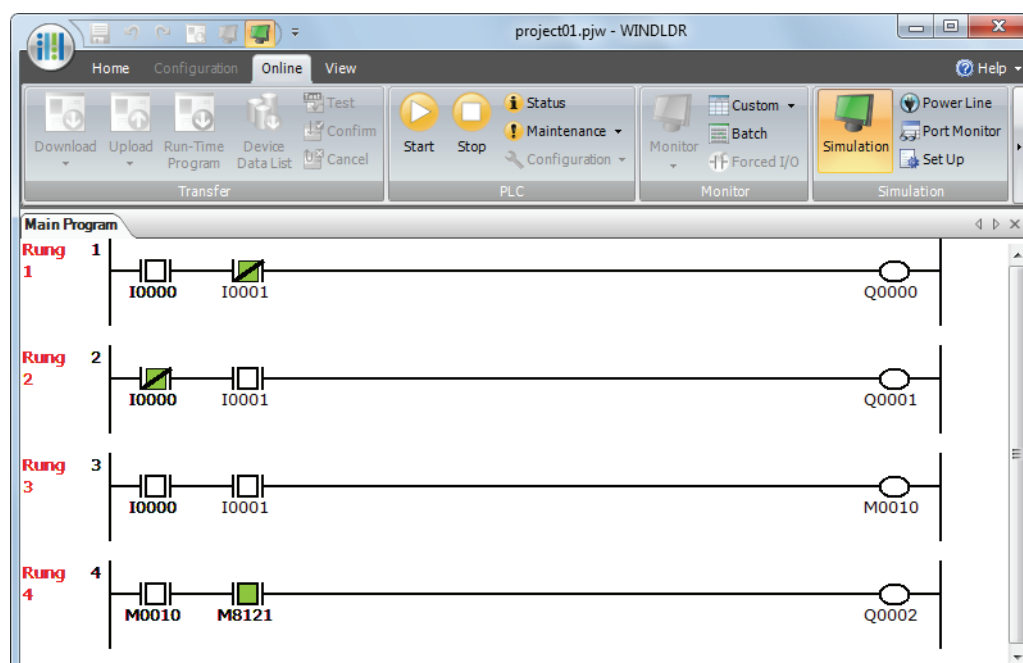 project01.pjw - WINDLDR
Home Configuration Online View Help
Download Upload Run-Time Program Device Data List Test Confirm Cancel
Transfer
Start Stop Status Maintenance Configuration
PLC
Monitor Custom Batch Forced I/O
Monitor
Simulation Power Line Port Monitor Set Up
Simulation
Main Program
Rung 1 1
I0000 I0001 Q0000
Rung 2 2
I0000 I0001 Q0001
Rung 3 3
I0000 I0001 M0010
Rung 4 4
M0010 M8121 Q0002